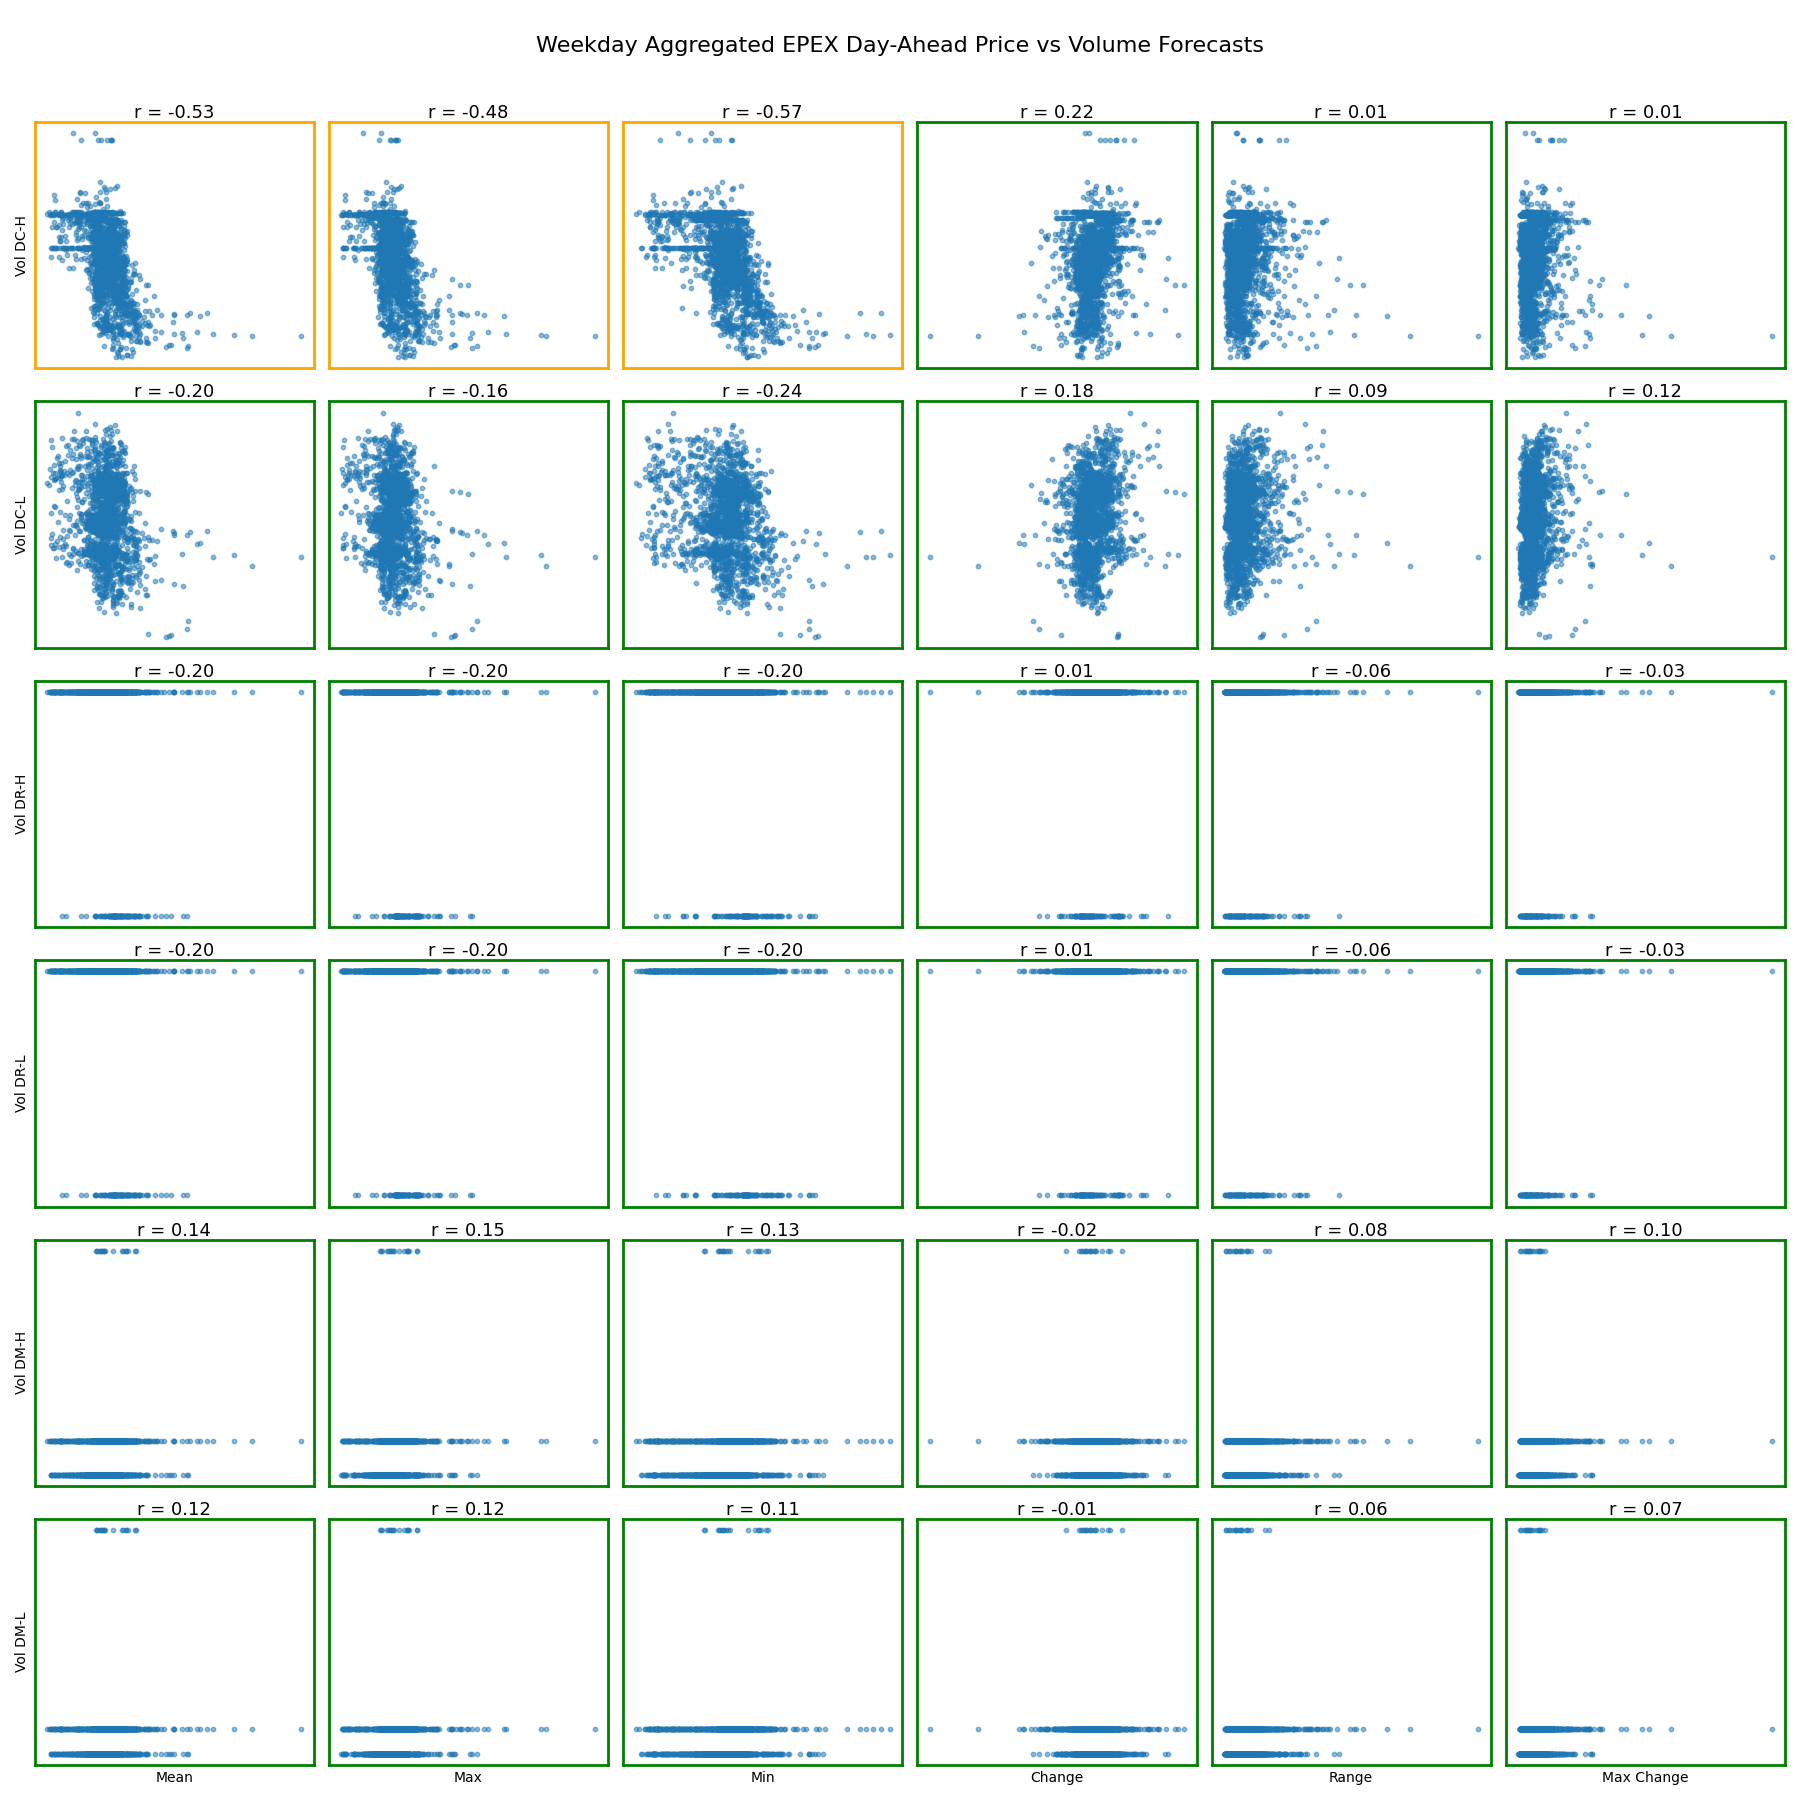 Weekday Aggregated EPEX Day-Ahead Price vs Volume Forecasts
r = -0.53
r = -0.48
r = -0.57
r = 0.22
r = 0.01
r = 0.01
Vol DC-H
r = -0.20
r = -0.16
r = -0.24
r = 0.18
r = 0.09
r = 0.12
Vol DC-L
r = -0.20
r = -0.20
r = -0.20
r = 0.01
r = -0.06
r = -0.03
Vol DR-H
r = -0.20
r = -0.20
r = -0.20
r = 0.01
r = -0.06
r = -0.03
Vol DR-L
r = 0.14
r = 0.15
r = 0.13
r = -0.02
r = 0.08
r = 0.10
Vol DM-H
r = 0.12
r = 0.12
r = 0.11
r = -0.01
r = 0.06
r = 0.07
Vol DM-L
Mean
Max
Min
Change
Range
Max Change